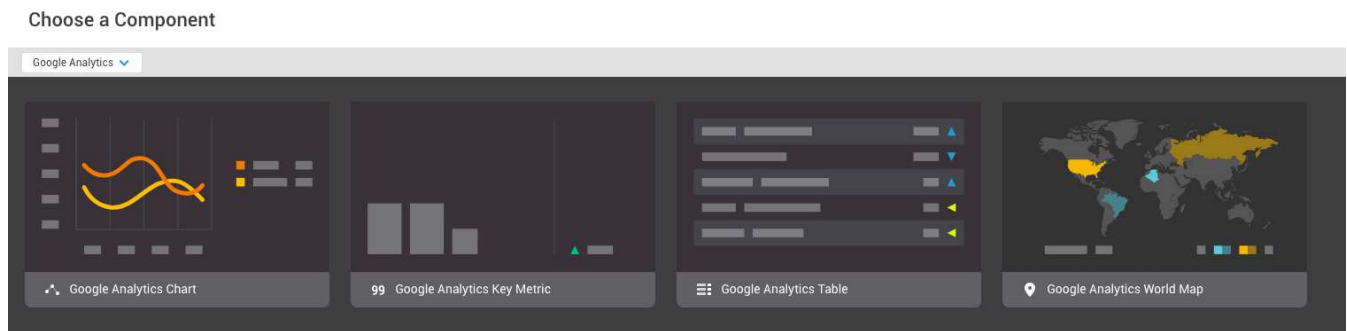 Choose a Component
Google Analytics
Google Analytics Chart
99 Google Analytics Key Metric
Google Analytics Table
Google Analytics World Map